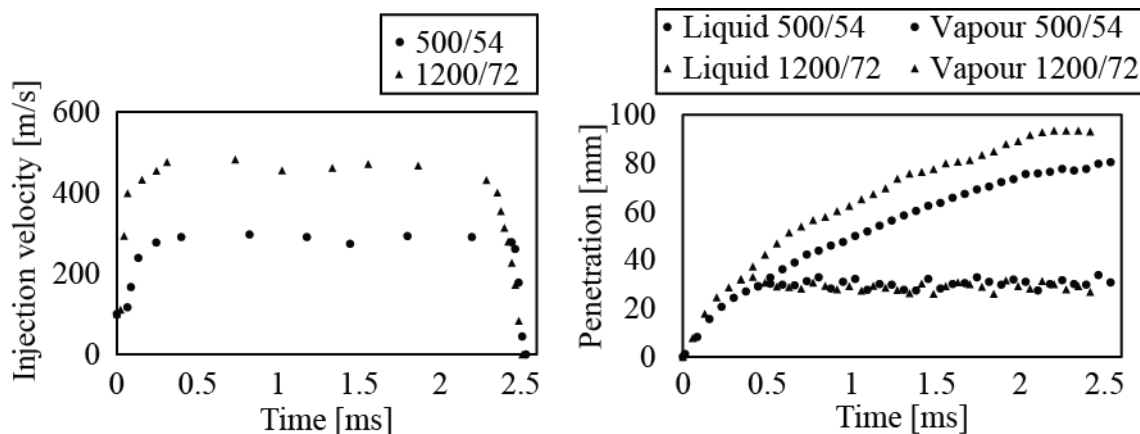 500/54
1200/72
Injection velocity [m/s]
600
400
200
0
0 0.5 1 1.5 2 2.5
Time [ms]
Liquid 500/54 Vapour 500/54
Liquid 1200/72 Vapour 1200/72
Penetration [mm]
100
80
60
40
20
0
0 0.5 1 1.5 2 2.5
Time [ms]